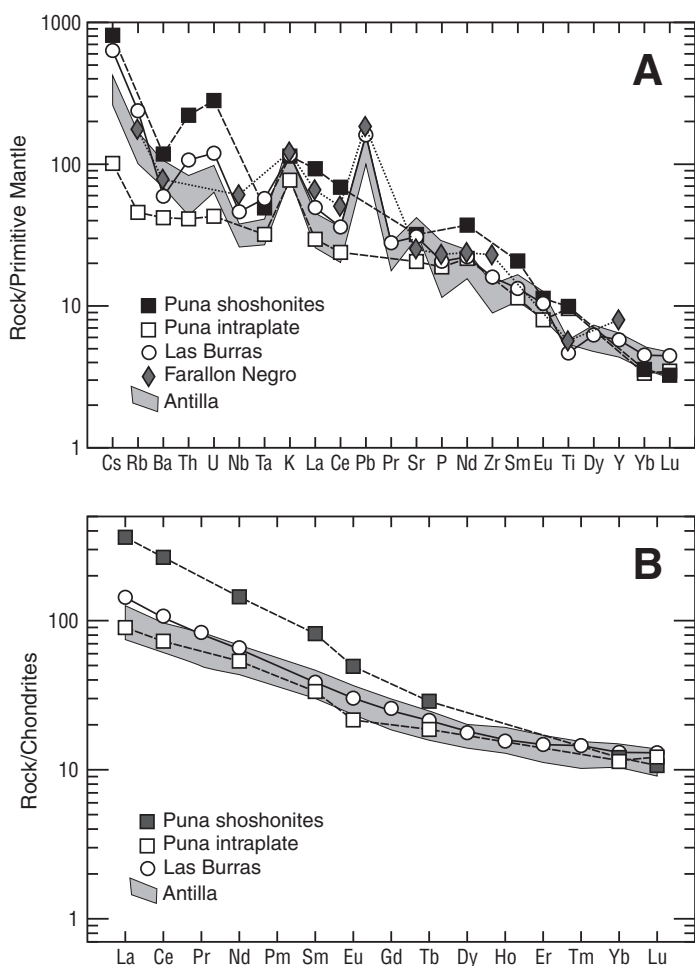 1000
A
100
Rock/Primitive Mantle
10
Puna shoshonites
Puna intraplate
Las Burras
Farallon Negro
Antilla
1
Cs Rb Ba Th U Nb Ta K La Ce Pb Pr Sr P Nd Zr Sm Eu Ti Dy Y Yb Lu
B
100
Rock/Chondrites
10
Puna shoshonites
Puna intraplate
Las Burras
Antilla
1
La Ce Pr Nd Pm Sm Eu Gd Tb Dy Ho Er Tm Yb Lu